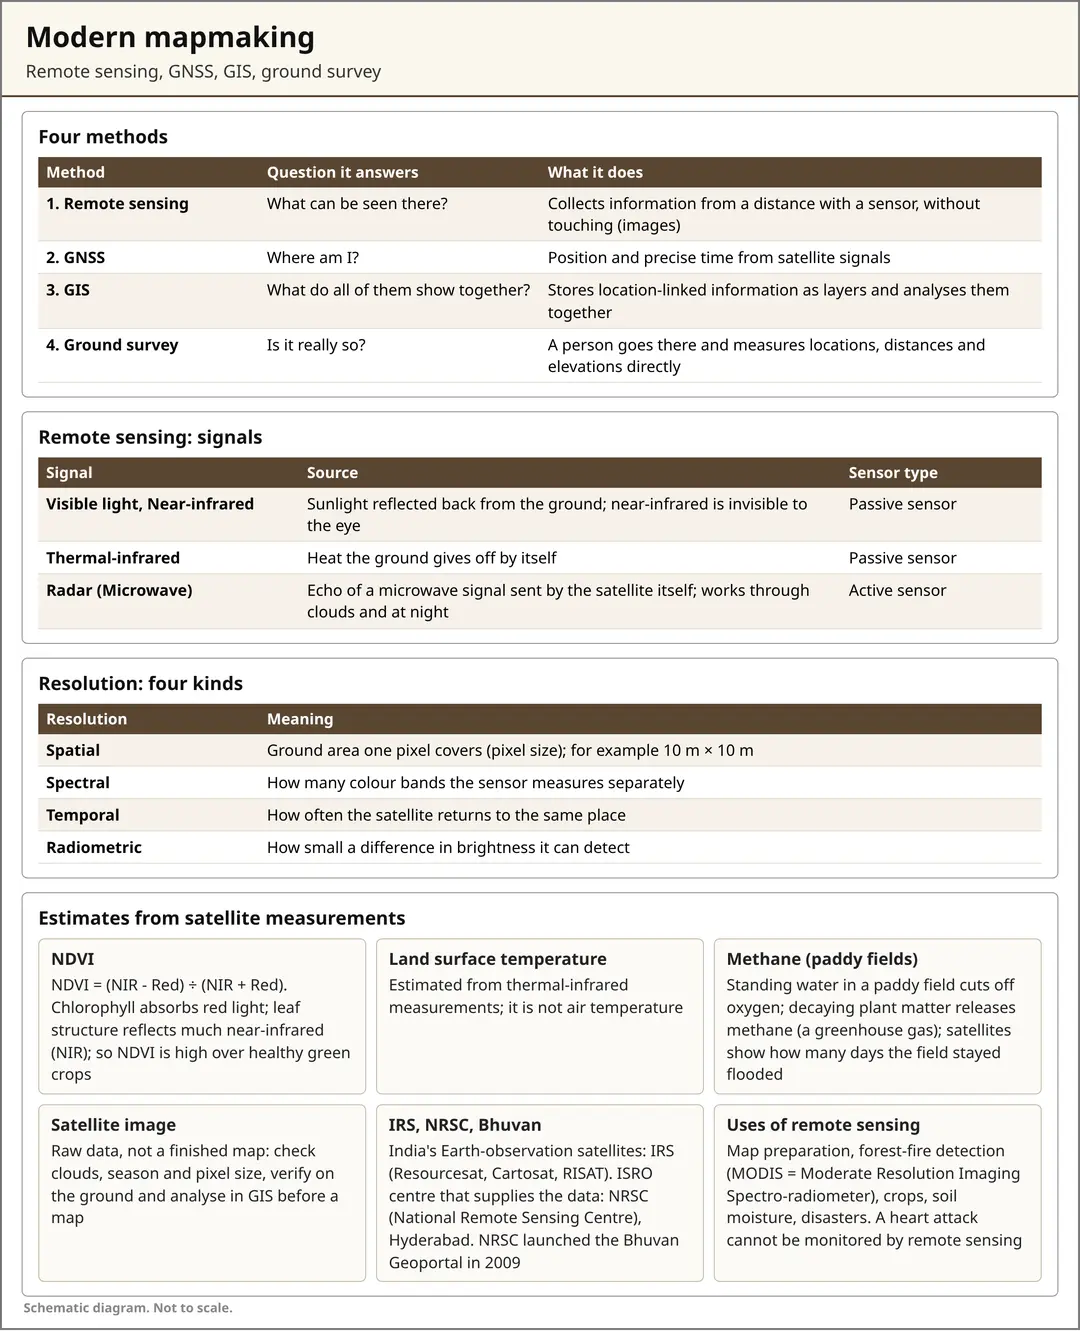 Modern mapmaking
Remote sensing, GNSS, GIS, ground survey
Four methods
Method Question it answers What it does
1. Remote sensing What can be seen there? Collects information from a distance with a sensor, without
touching (images)
2. GNSS Where am I? Position and precise time from satellite signals
3. GIS What do all of them show together? Stores location-linked information as layers and analyses them
together
4. Ground survey Is it really so? A person goes there and measures locations, distances and
elevations directly
Remote sensing: signals
Signal Source Sensor type
Visible light, Near-infrared Sunlight reflected back from the ground; near-infrared is invisible to Passive sensor
the eye
Thermal-infrared Heat the ground gives off by itself Passive sensor
Radar (Microwave) Echo of a microwave signal sent by the satellite itself; works through Active sensor
clouds and at night
Resolution: four kinds
Resolution Meaning
Spatial Ground area one pixel covers (pixel size); for example 10 m × 10 m
Spectral How many colour bands the sensor measures separately
Temporal How often the satellite returns to the same place
Radiometric How small a difference in brightness it can detect
Estimates from satellite measurements
NDVI
NDVI = (NIR - Red) ÷ (NIR + Red).
Chlorophyll absorbs red light; leaf
structure reflects much near-infrared
(NIR); so NDVI is high over healthy green
crops
Land surface temperature
Estimated from thermal-infrared
measurements; it is not air temperature
Methane (paddy fields)
Standing water in a paddy field cuts off
oxygen; decaying plant matter releases
methane (a greenhouse gas); satellites
show how many days the field stayed
flooded
Satellite image
Raw data, not a finished map: check
clouds, season and pixel size, verify on
the ground and analyse in GIS before a
map
IRS, NRSC, Bhuvan
India's Earth-observation satellites: IRS
(Resourcesat, Cartosat, RISAT). ISRO
centre that supplies the data: NRSC
(National Remote Sensing Centre),
Hyderabad. NRSC launched the Bhuvan
Geoportal in 2009
Uses of remote sensing
Map preparation, forest-fire detection
(MODIS = Moderate Resolution Imaging
Spectro-radiometer), crops, soil
moisture, disasters. A heart attack
cannot be monitored by remote sensing
Schematic diagram. Not to scale.